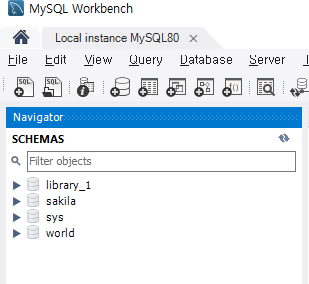 MySQL Workbench
Local instance MySQL80 ×
File Edit View Query Database Server
SQL SQL
Navigator
SCHEMAS
Filter objects
library_1
sakila
sys
world